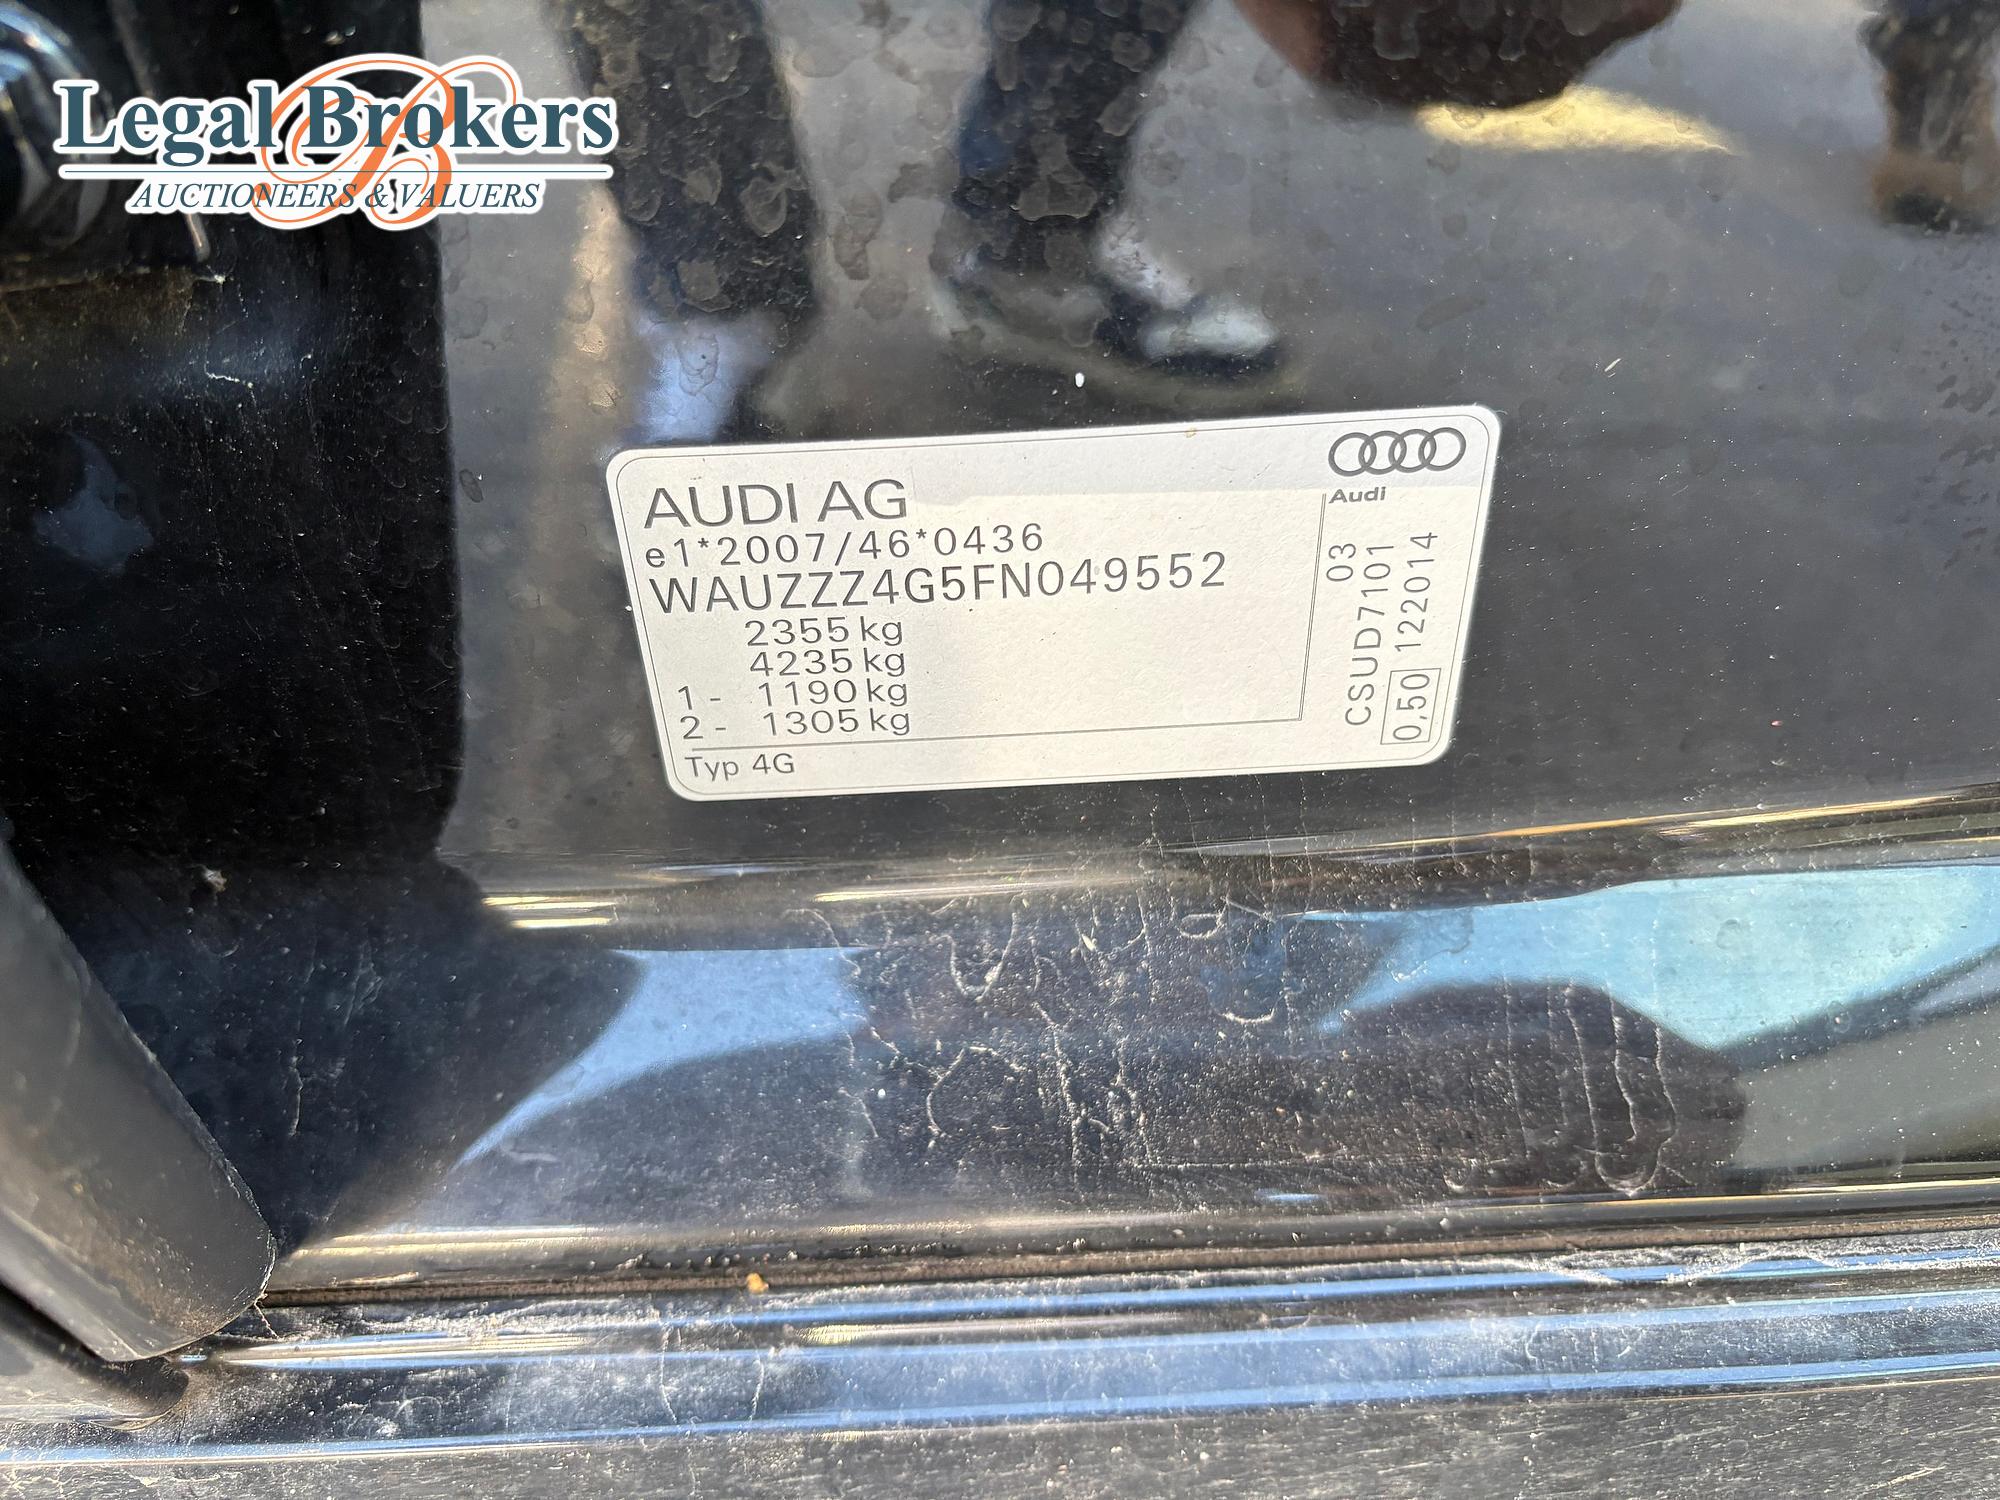 Legal Brokers
AUCTIONEERS & VALUERS
AUDI AG
e1*2007/46*0436
WAUZZZ4G5FN049552
2355 kg
4235 kg
1 - 1190 kg
2 - 1305 kg
Typ 4G
Audi
03
CSUD7101
0,50 122014